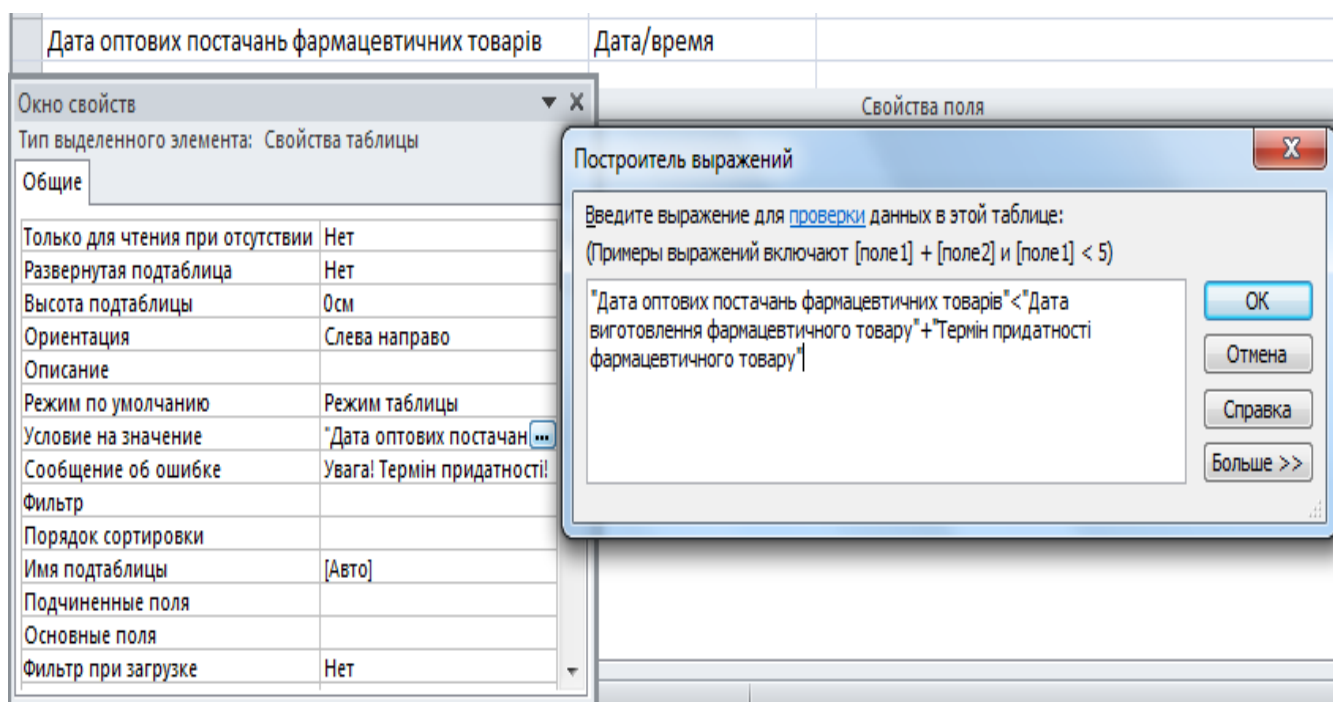 Дата оптових постачань фармацевтичних товарів Дата/время
Окно свойств
Тип выделенного элемента: Свойства таблицы
Общие
Только для чтения при отсутствии Нет
Развернутая подтаблица Нет
Высота подтаблицы 0см
Ориентация Слева направо
Описание
Режим по умолчанию Режим таблицы
Условие на значение "Дата оптових постачан ...
Сообщение об ошибке Увага! Термін придатності!
Фильтр
Порядок сортировки
Имя подтаблицы [Авто]
Подчиненные поля
Основные поля
Фильтр при загрузке Нет
Свойства поля
Построитель выражений
Введите выражение для проверки данных в этой таблице:
(Примеры выражений включают [поле1] + [поле2] и [поле1] < 5)
"Дата оптових постачань фармацевтичних товарів"<"Дата
виготовлення фармацевтичного товару"+"Термін придатності
фармацевтичного товару"
ОК
Отмена
Справка
Больше >>